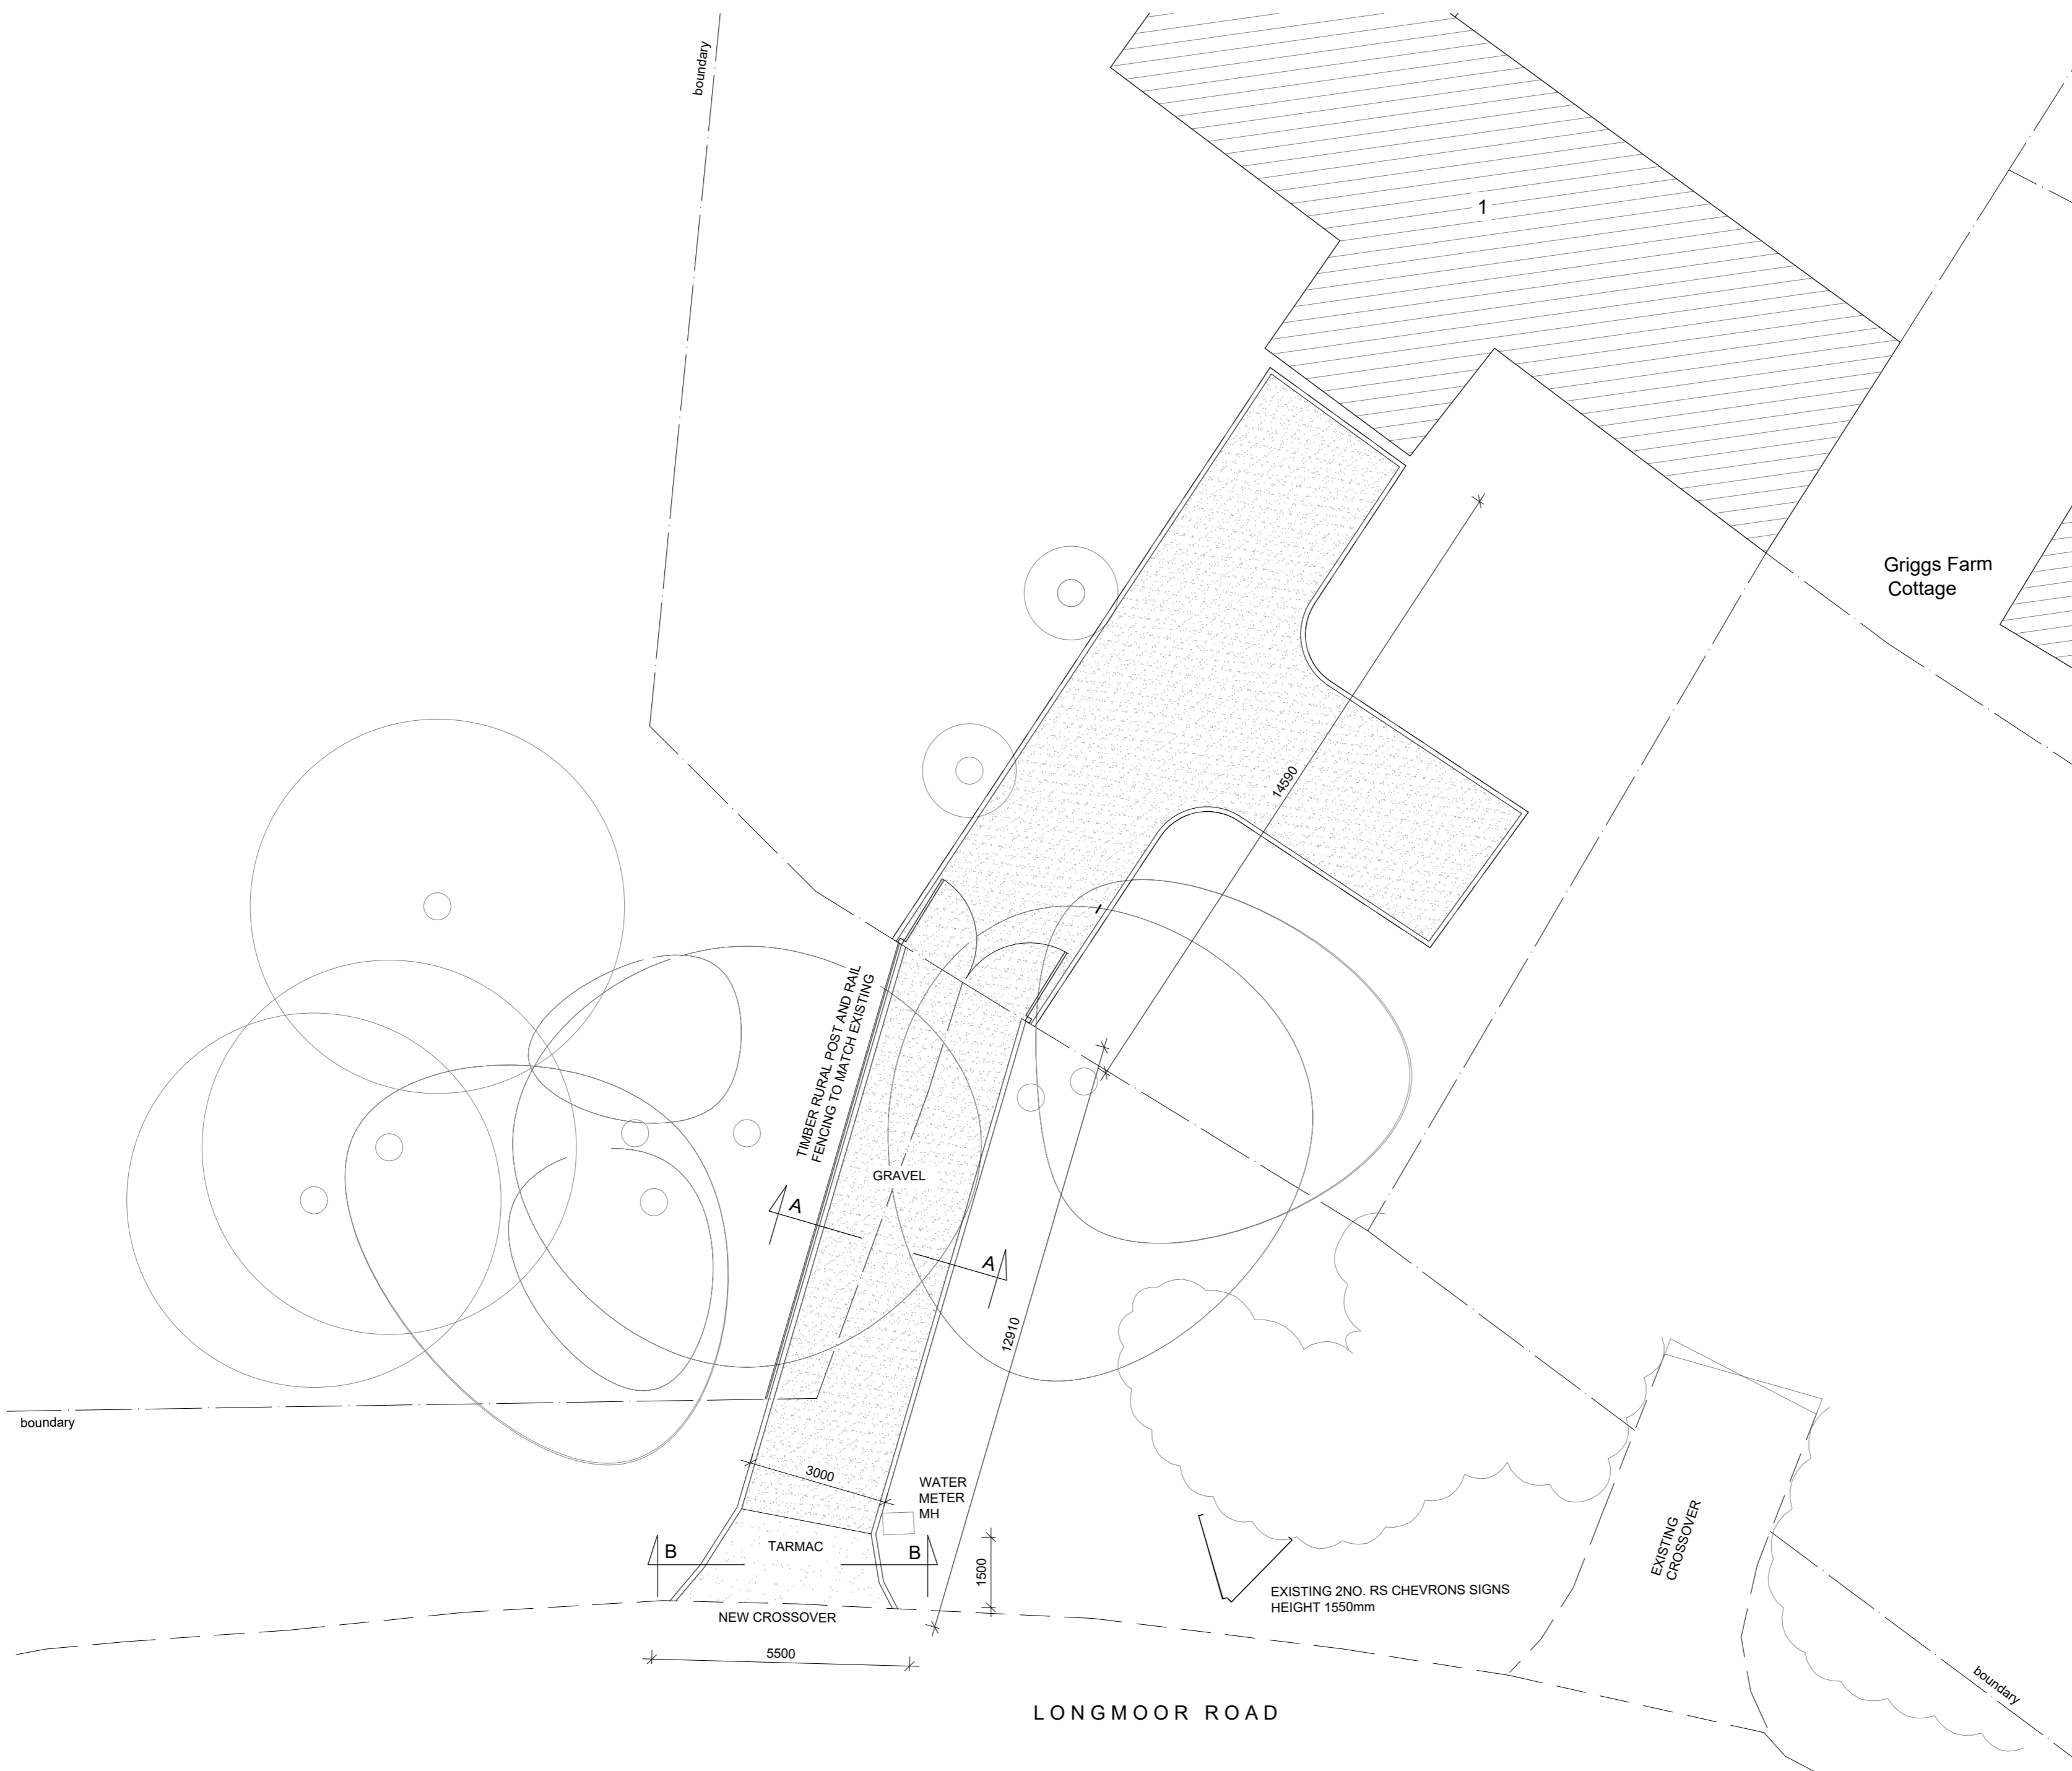 boundary
1
Griggs Farm
Cottage
14590
TIMBER RURAL POST AND RAIL
FENCING TO MATCH EXISTING
GRAVEL
A
A
12910
boundary
3000
WATER
METER
MH
TARMAC
B
B
1500
EXISTING
CROSSOVER
EXISTING 2NO. RS CHEVRONS SIGNS
HEIGHT 1550mm
NEW CROSSOVER
5500
boundary
LONGMOOR ROAD